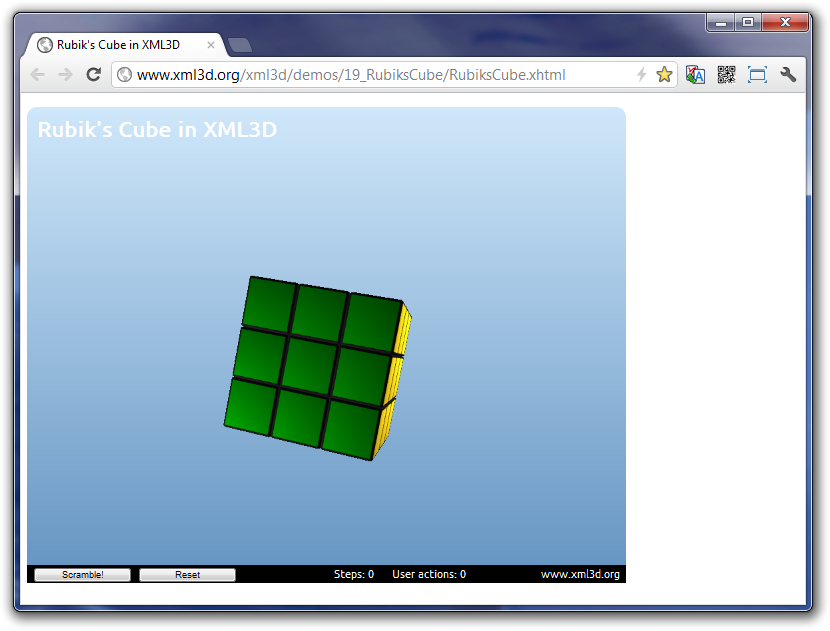 Rubik's Cube in XML3D
www.xml3d.org/xml3d/demos/19_RubiksCube/RubiksCube.xhtml
Rubik's Cube in XML3D
Scramble! Reset Steps: 0 User actions: 0 www.xml3d.org